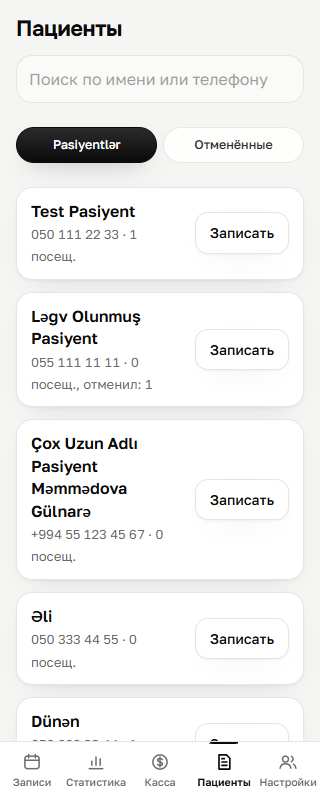 Пациенты
Поиск по имени или телефону
Pasiyentlər
Отменённые
Test Pasiyent
050 111 22 33 · 1
посещ.
Записать
Ləgv Olunmuş
Pasiyent
055 111 11 11 · 0
посещ., отменил: 1
Записать
Çox Uzun Adlı
Pasiyent
Məmmədova
Gülnarə
+994 55 123 45 67 · 0
посещ.
Записать
Əli
050 333 44 55 · 0
посещ.
Записать
Dünən
Записи
Статистика
Касса
Пациенты
Настройки